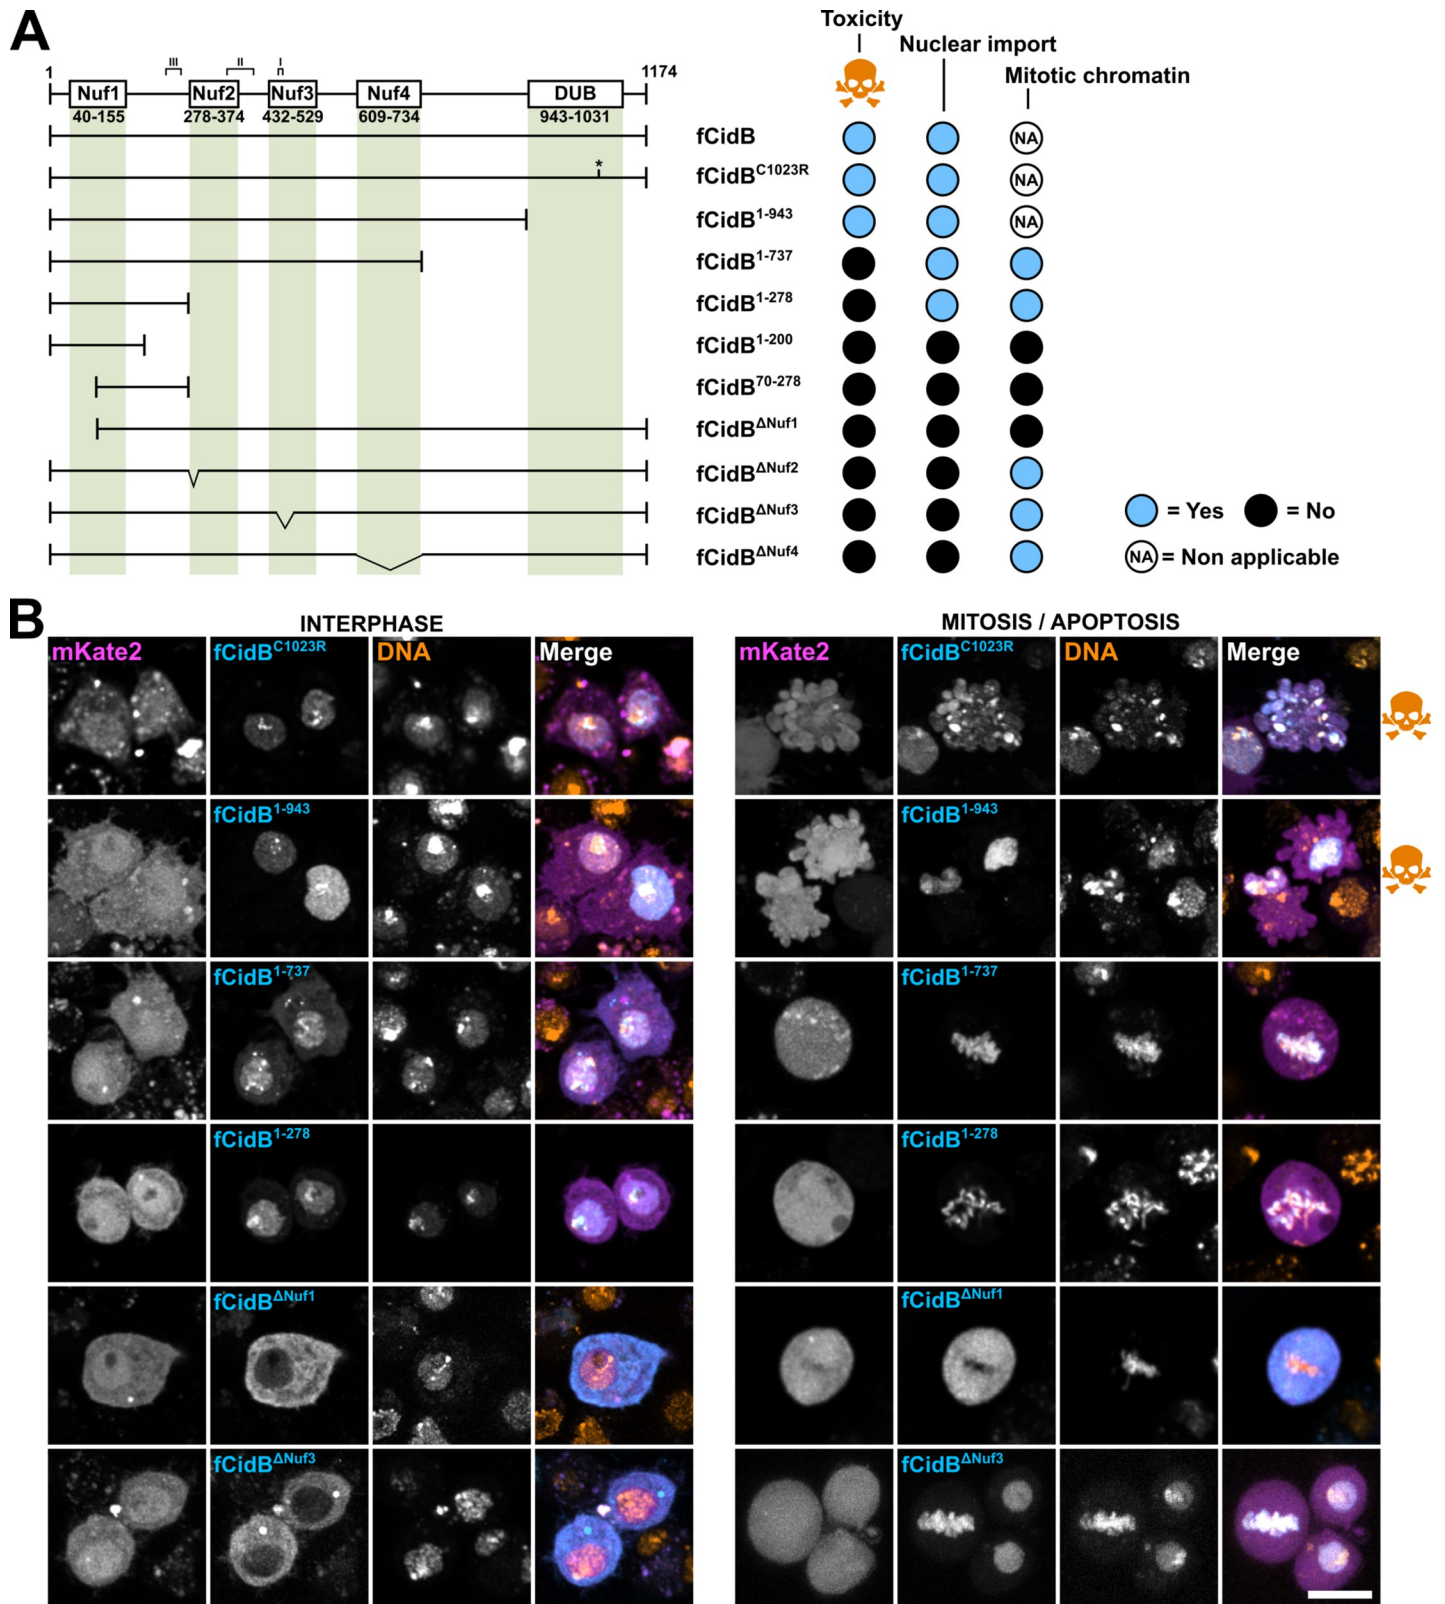 A
Toxicity
Nuclear import
Mitotic chromatin
III II I
1 1174
Nuf1 Nuf2 Nuf3 Nuf4 DUB
40-155 278-374 432-529 609-734 943-1031
fCidB NA
* fCidB^C1023R NA
fCidB^1-943 NA
fCidB^1-737
fCidB^1-278
fCidB^1-200
fCidB^70-278
fCidB^ΔNuf1
fCidB^ΔNuf2
fCidB^ΔNuf3
= Yes = No
fCidB^ΔNuf4
NA = Non applicable
B
INTERPHASE MITOSIS / APOPTOSIS
mKate2 fCidB^C1023R DNA Merge mKate2 fCidB^C1023R DNA Merge
fCidB^1-943 fCidB^1-943
fCidB^1-737 fCidB^1-737
fCidB^1-278 fCidB^1-278
fCidB^ΔNuf1 fCidB^ΔNuf1
fCidB^ΔNuf3 fCidB^ΔNuf3